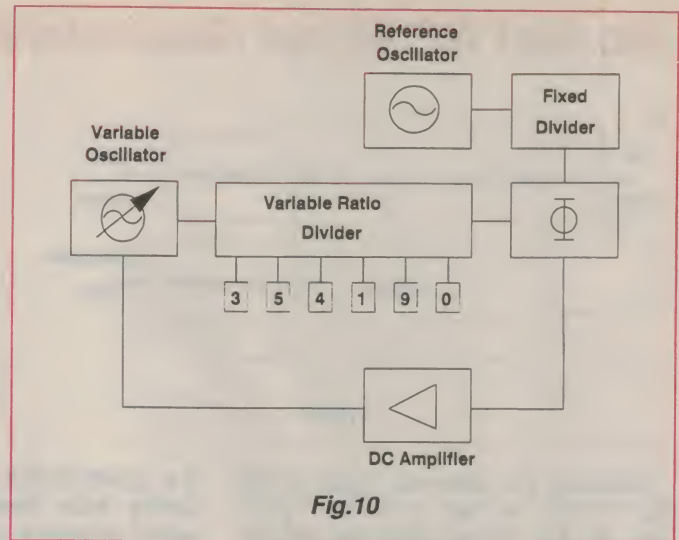 Reference
Oscillator
Fixed
Divider
Variable
Oscillator
Variable Ratio
Divider
Φ
3 5 4 1 9 0
DC Amplifier
Fig.10